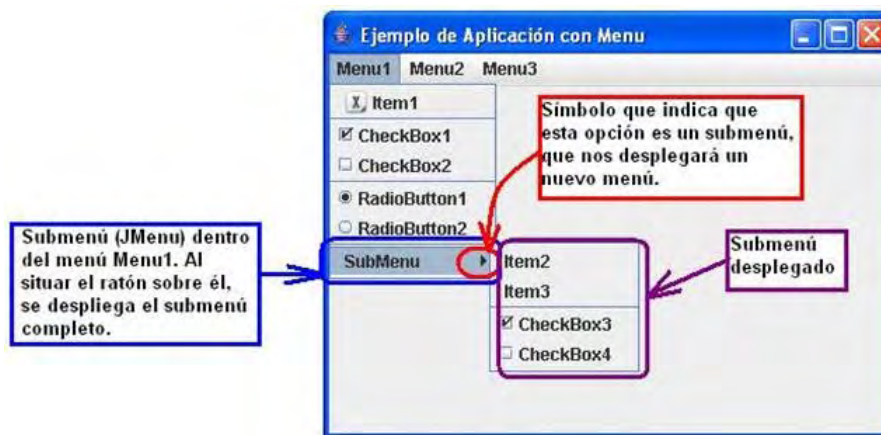 Ejemplo de Aplicación con Menu
Menu1 Menu2 Menu3
Item1
CheckBox1
CheckBox2
RadioButton1
RadioButton2
SubMenu
Item2
Item3
CheckBox3
CheckBox4
Símbolo que indica que
esta opción es un submenú,
que nos desplegará un
nuevo menú.
Submenú (JMenu) dentro
del menú Menu1. Al
situar el ratón sobre él,
se despliega el submenú
completo.
Submenú
desplegado